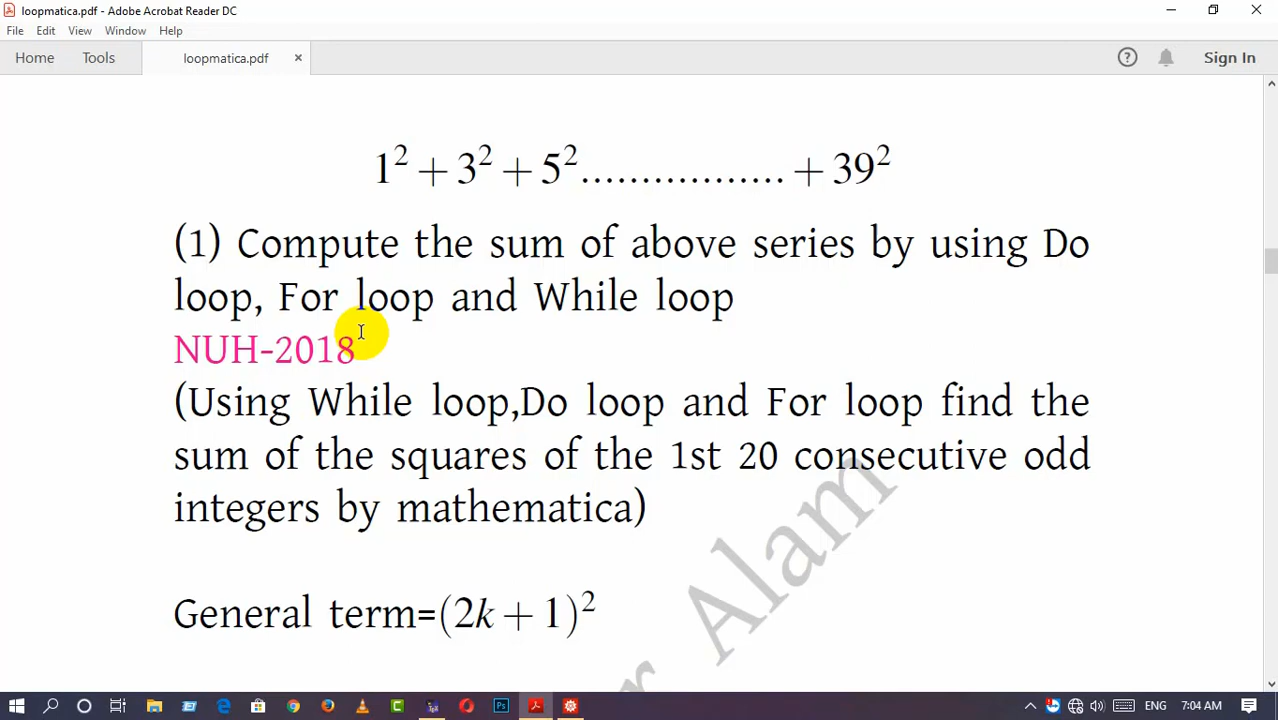 loopmatica.pdf - Adobe Acrobat Reader DC
File Edit View Window Help
Home Tools loopmatica.pdf × ? Sign In
1² + 3² + 5²................. + 39²
(1) Compute the sum of above series by using Do
loop, For loop and While loop
NUH-2018
(Using While loop,Do loop and For loop find the
sum of the squares of the 1st 20 consecutive odd
integers by mathematica)
General term=(2k + 1)²
r Alam
ENG 7:04 AM